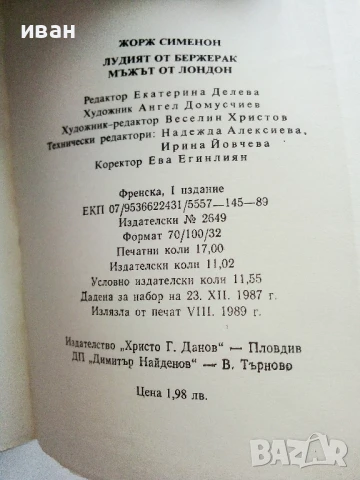 иван
ЖОРЖ СИМЕНОН
ЛУДИЯТ ОТ БЕРЖЕРАК
МЪЖЪТ ОТ ЛОНДОН
Редактор Екатерина Делева
Художник Ангел Домусчиев
Художник-редактор Веселин Христов
Технически редактори: Надежда Алексиева,
Ирина Йовчева
Коректор Ева Егинлиян
Френска, I издание
ЕКП 07/9536622431/5557—145—89
Издателски № 2649
Формат 70/100/32
Печатни коли 17,00
Издателски коли 11,02
Условно издателски коли 11,55
Дадена за набор на 23. XII. 1987 г.
Излязла от печат VIII. 1989 г.
Издателство „Христо Г. Данов" — Пловдив
ДП „Димитър Найденов" — В. Търново
Цена 1,98 лв.
BAZAR
bg